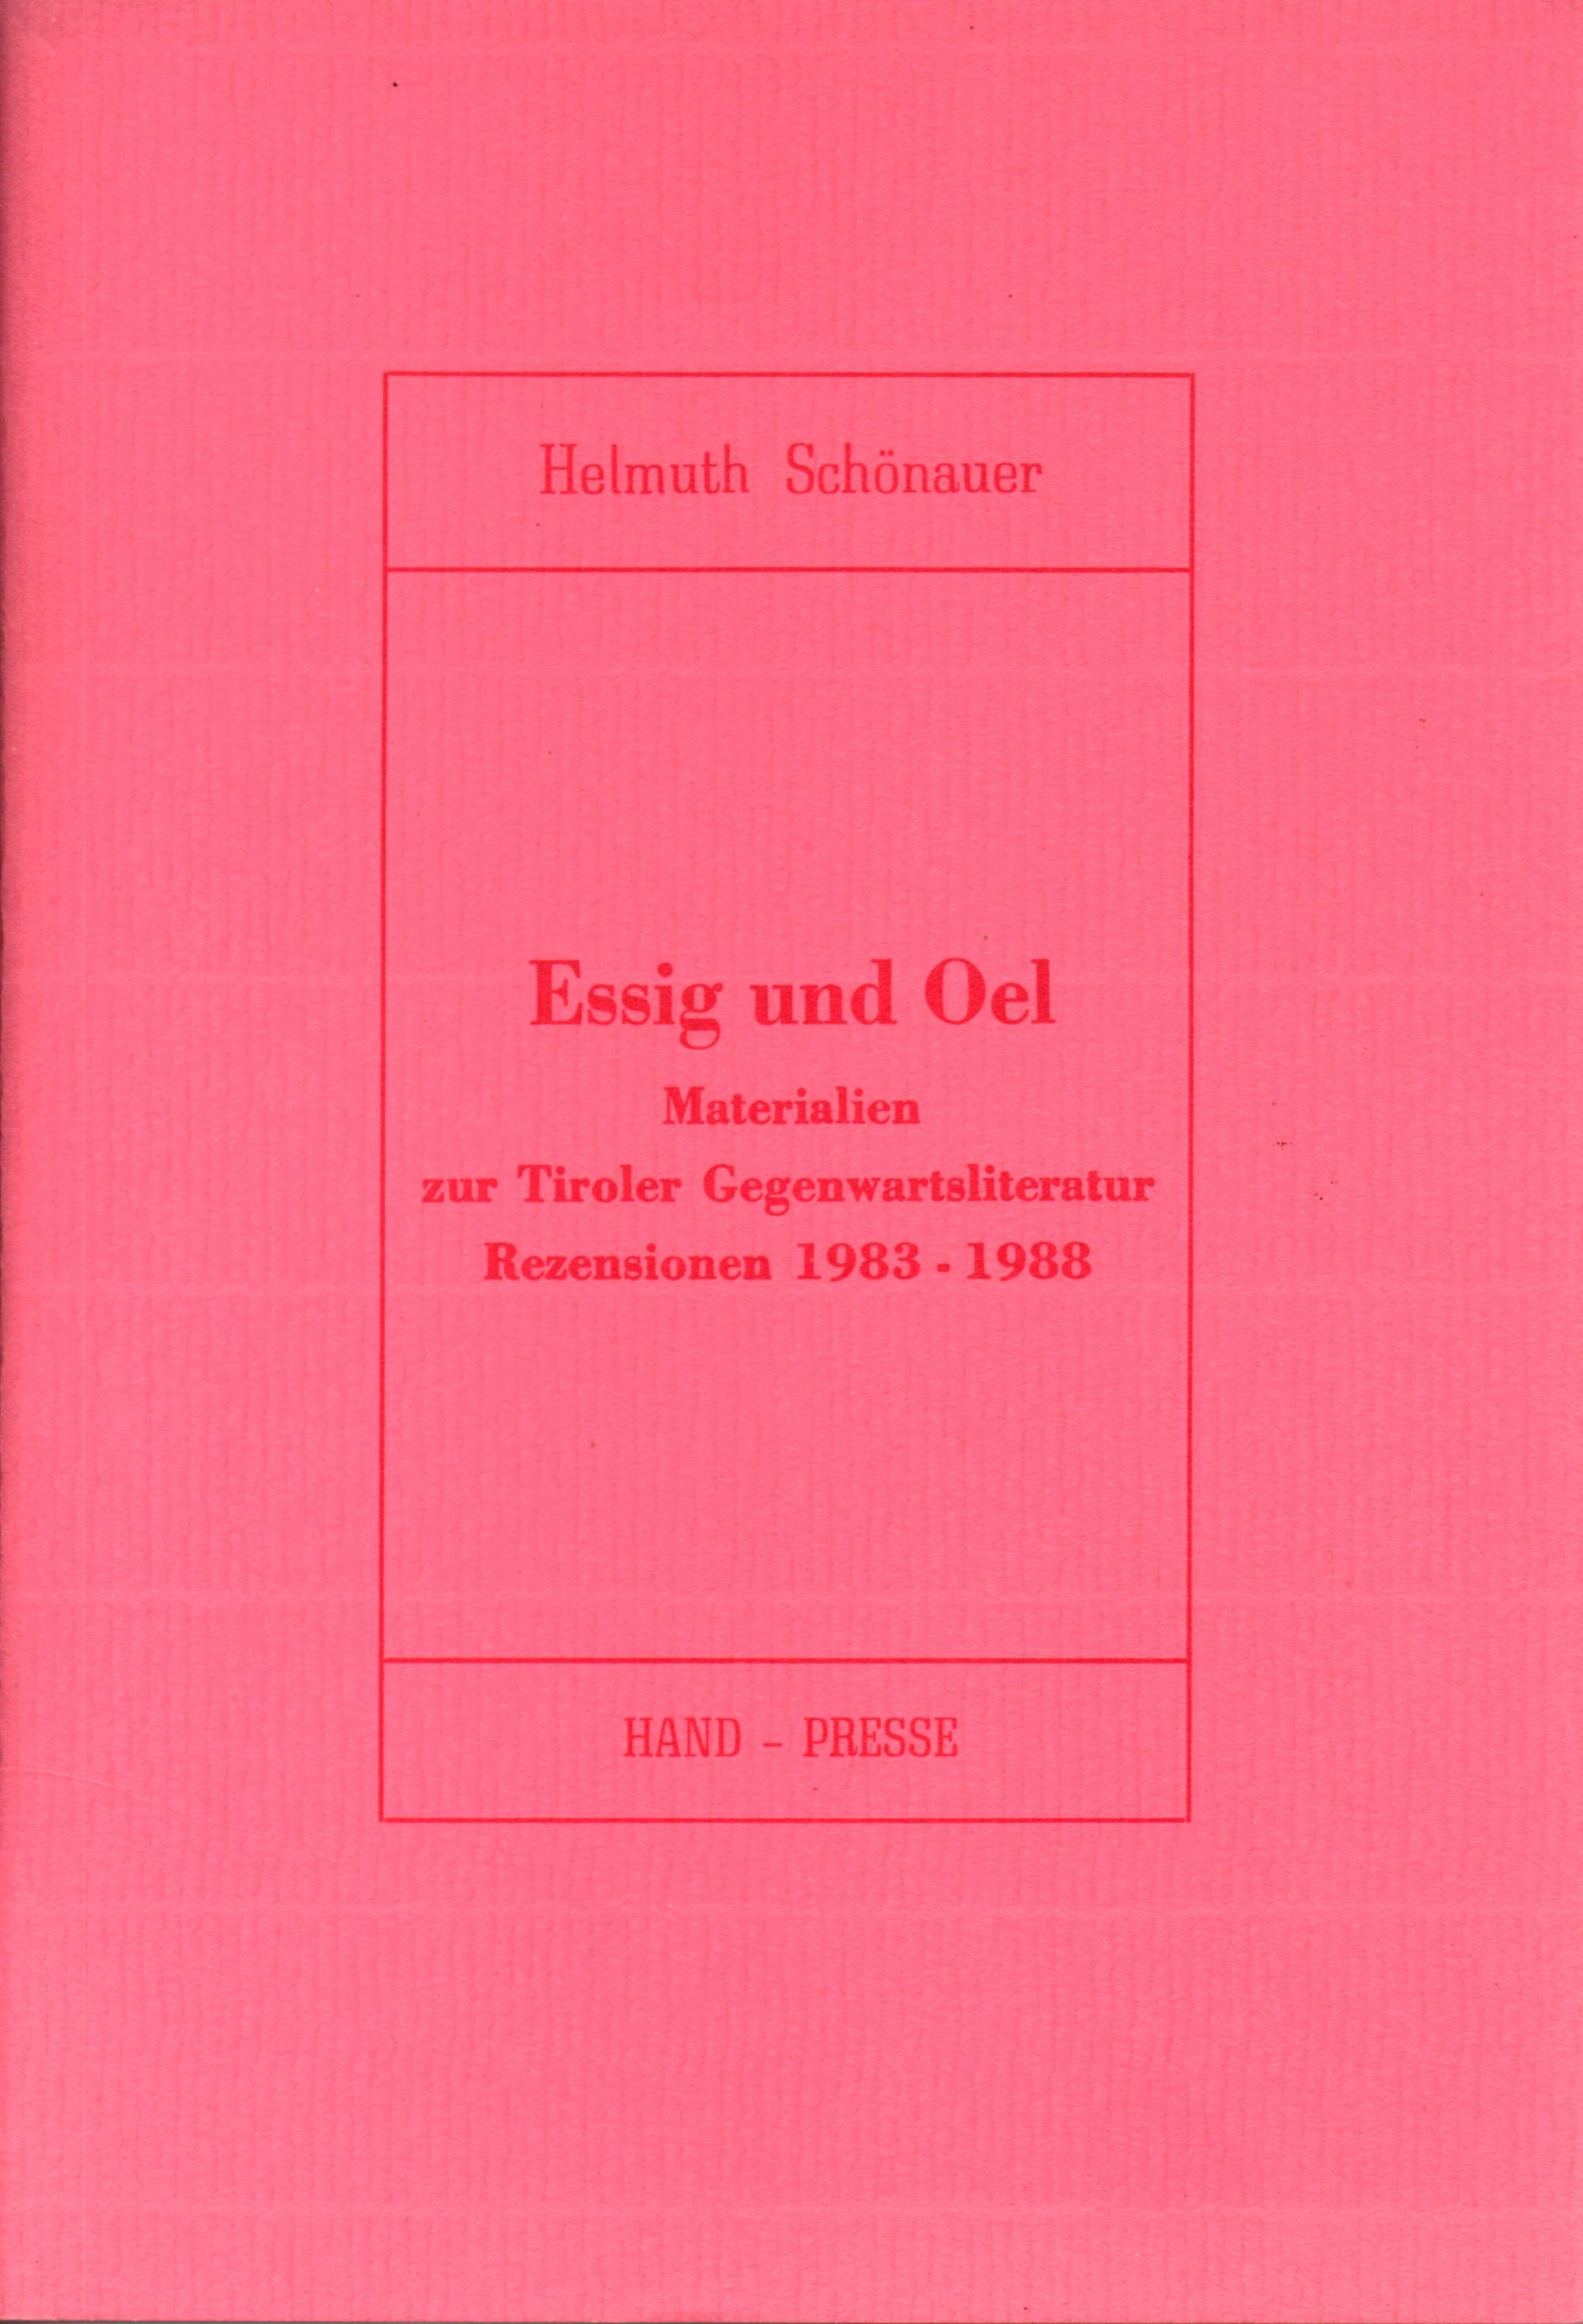 Helmuth Schönauer
Essig und Oel
Materialien
zur Tiroler Gegenwartsliteratur
Rezensionen 1983 - 1988
HAND - PRESSE